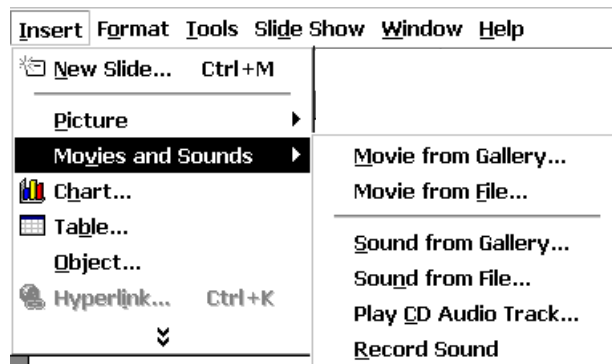 Insert Format Tools Slide Show Window Help
New Slide... Ctrl+M
Picture
Movies and Sounds
Chart...
Table...
Object...
Hyperlink... Ctrl+K
Movie from Gallery...
Movie from File...
Sound from Gallery...
Sound from File...
Play CD Audio Track...
Record Sound